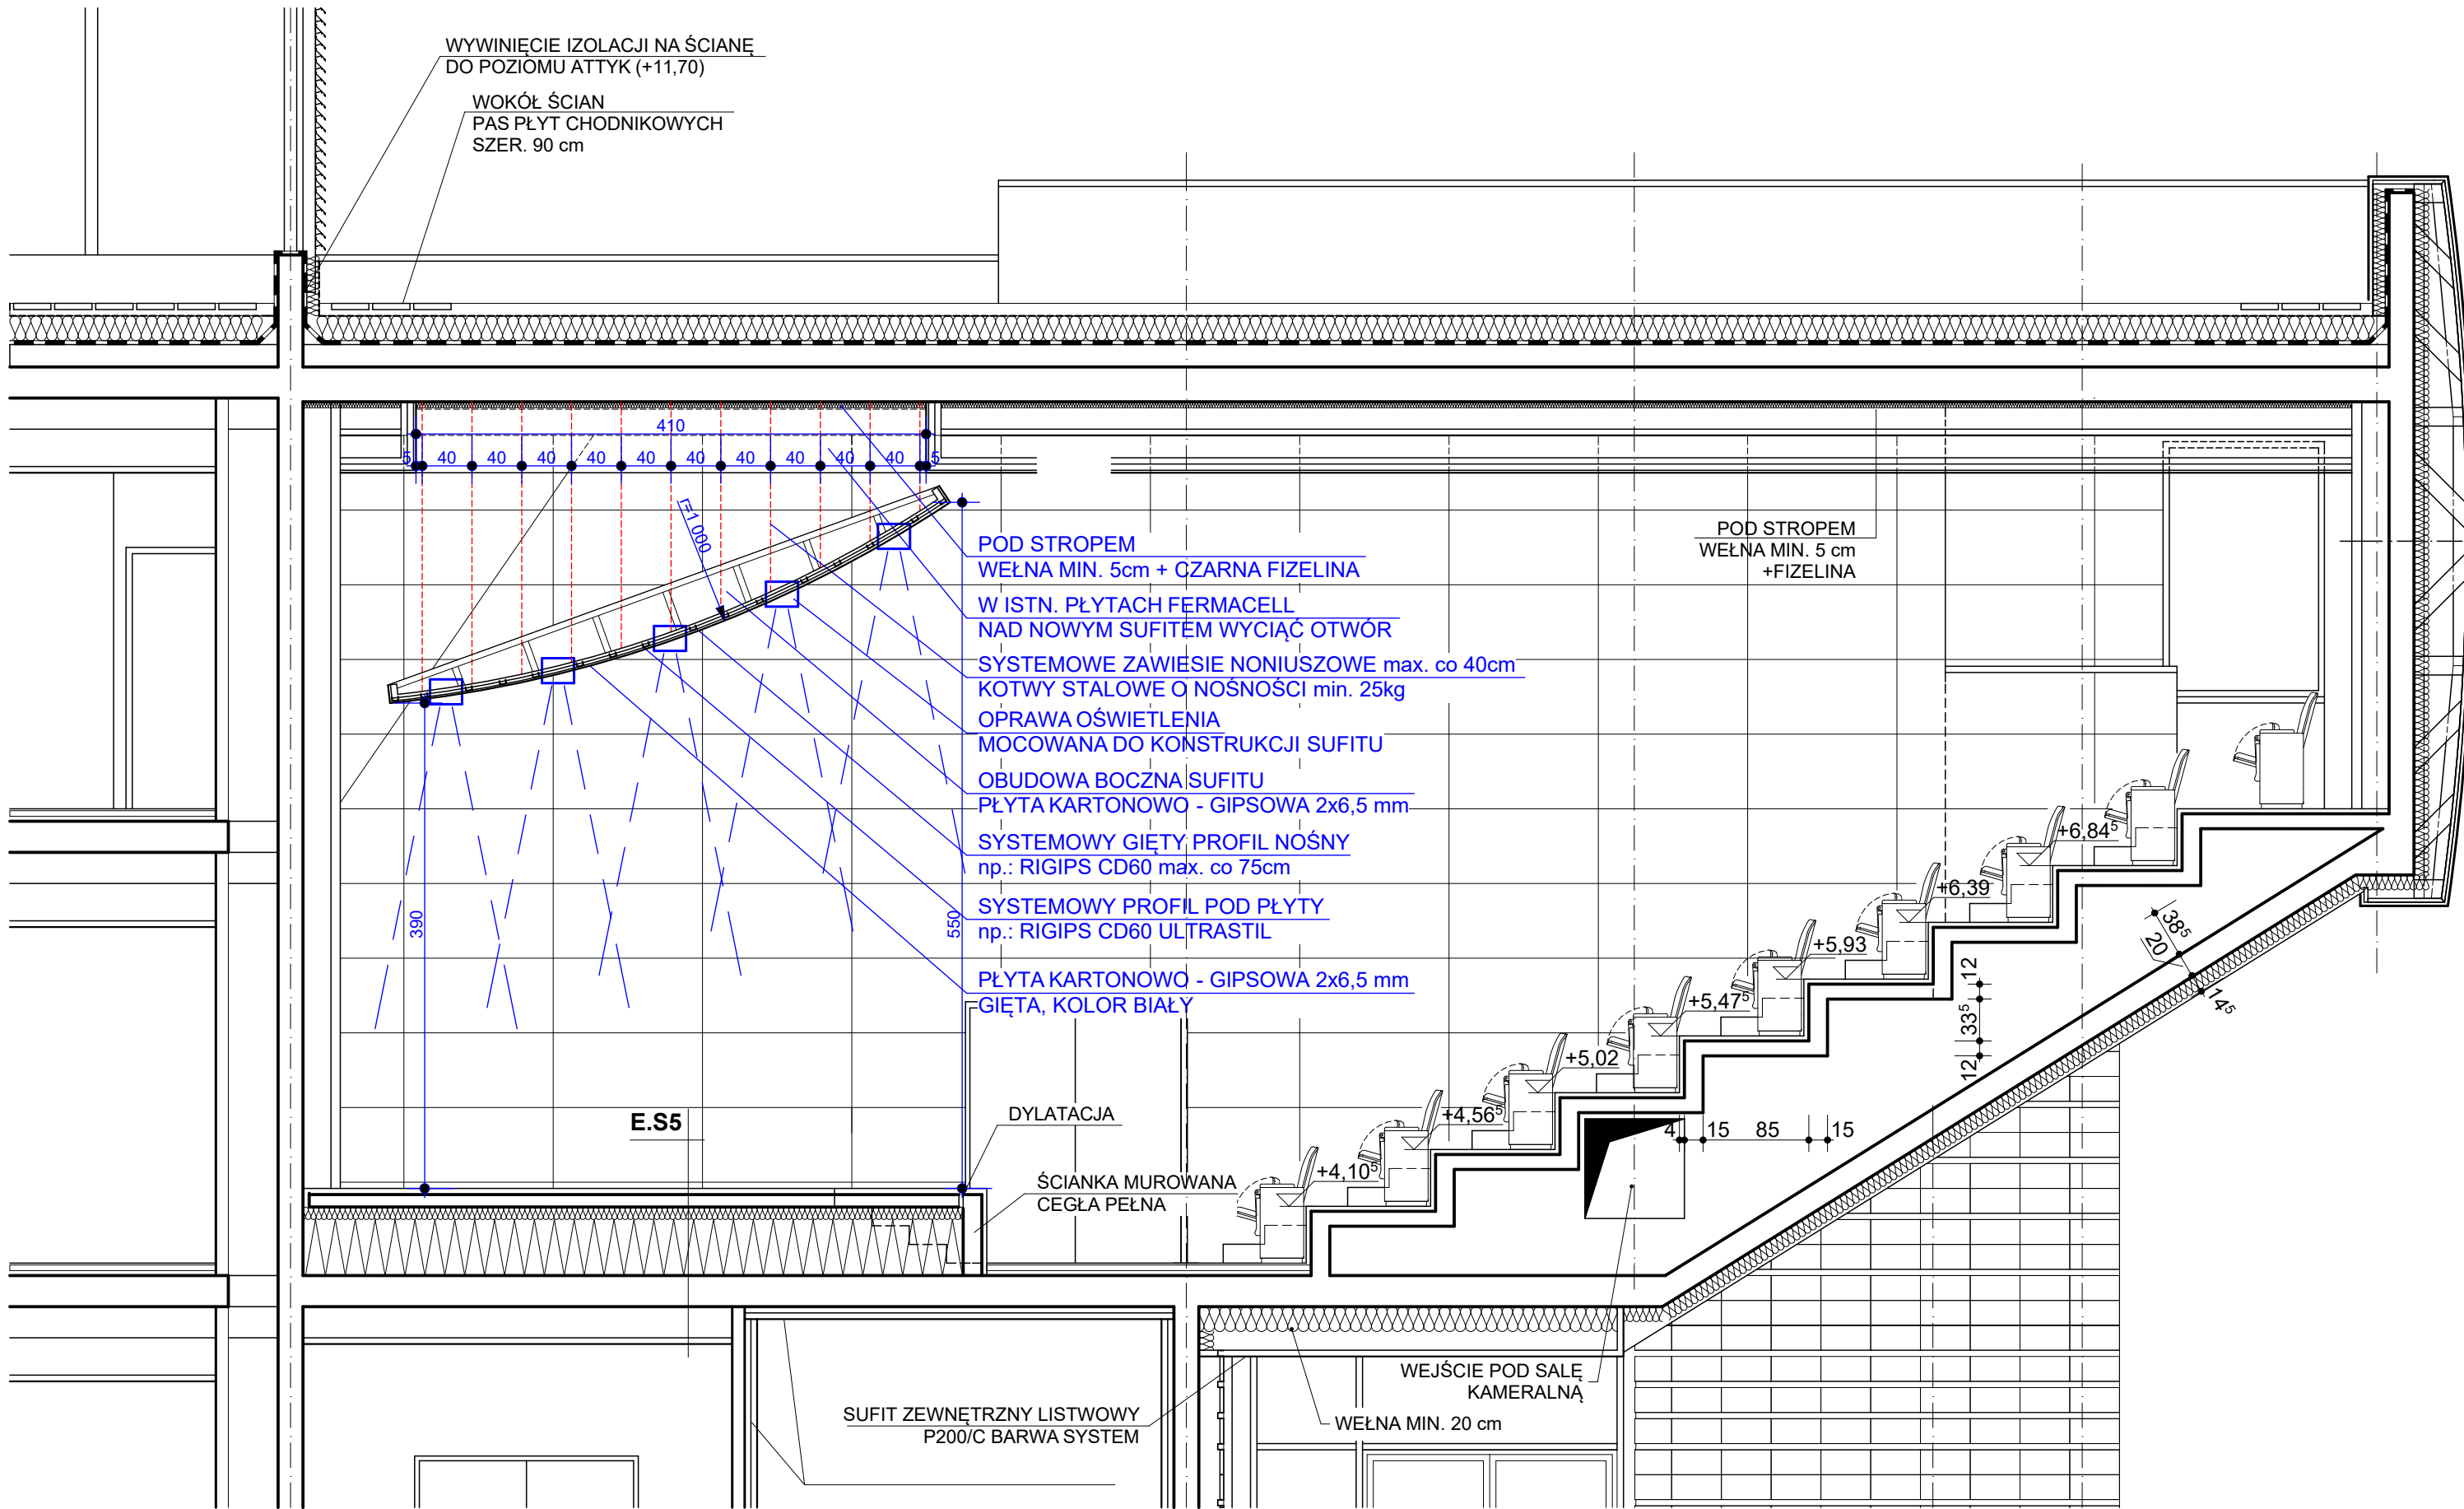 WYWINIĘCIE IZOLACJI NA ŚCIANĘ
DO POZIOMU ATTYK (+11,70)
WOKÓŁ ŚCIAN
PAS PŁYT CHODNIKOWYCH
SZER. 90 cm
410
5 40 40 40 40 40 40 40 40 40 40 5
r=1 000
POD STROPEM
WEŁNA MIN. 5cm + CZARNA FIZELINA
W ISTN. PŁYTACH FERMACELL
NAD NOWYM SUFITEM WYCIĄĆ OTWÓR
SYSTEMOWE ZAWIESIE NONIUSZOWE max. co 40cm
KOTWY STALOWE O NOŚNOŚCI min. 25kg
OPRAWA OŚWIETLENIA
MOCOWANA DO KONSTRUKCJI SUFITU
OBUDOWA BOCZNA SUFITU
PŁYTA KARTONOWO - GIPSOWA 2x6,5 mm
SYSTEMOWY GIĘTY PROFIL NOŚNY
np.: RIGIPS CD60 max. co 75cm
SYSTEMOWY PROFIL POD PŁYTY
np.: RIGIPS CD60 ULTRASTIL
PŁYTA KARTONOWO - GIPSOWA 2x6,5 mm
GIĘTA, KOLOR BIAŁY
POD STROPEM
WEŁNA MIN. 5 cm
+FIZELINA
390
550
+6,84⁵
+6,39
+5,93
+5,47⁵
+5,02
+4,56⁵
+4,10⁵
38⁵
20
14⁵
12
33⁵
12
4 15 85 15
E.S5
DYLATACJA
ŚCIANKA MUROWANA
CEGŁA PEŁNA
WEJŚCIE POD SALĘ
KAMERALNĄ
WEŁNA MIN. 20 cm
SUFIT ZEWNĘTRZNY LISTWOWY
P200/C BARWA SYSTEM